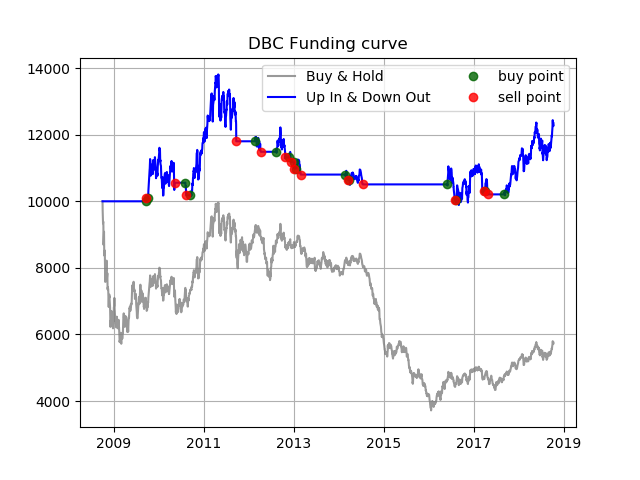 DBC Funding curve
14000
12000
10000
8000
6000
4000
Buy & Hold
Up In & Down Out
buy point
sell point
2009 2011 2013 2015 2017 2019